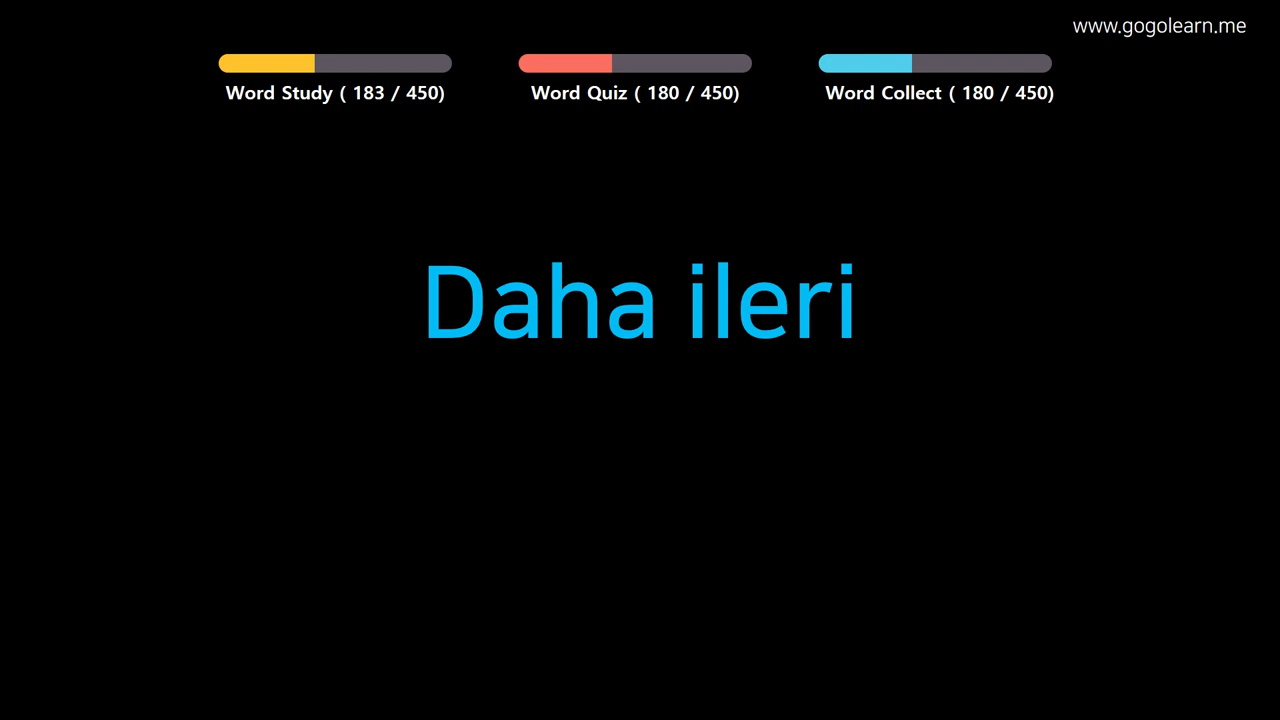 www.gogolearn.me
Word Study ( 183 / 450)
Word Quiz ( 180 / 450)
Word Collect ( 180 / 450)
Daha ileri